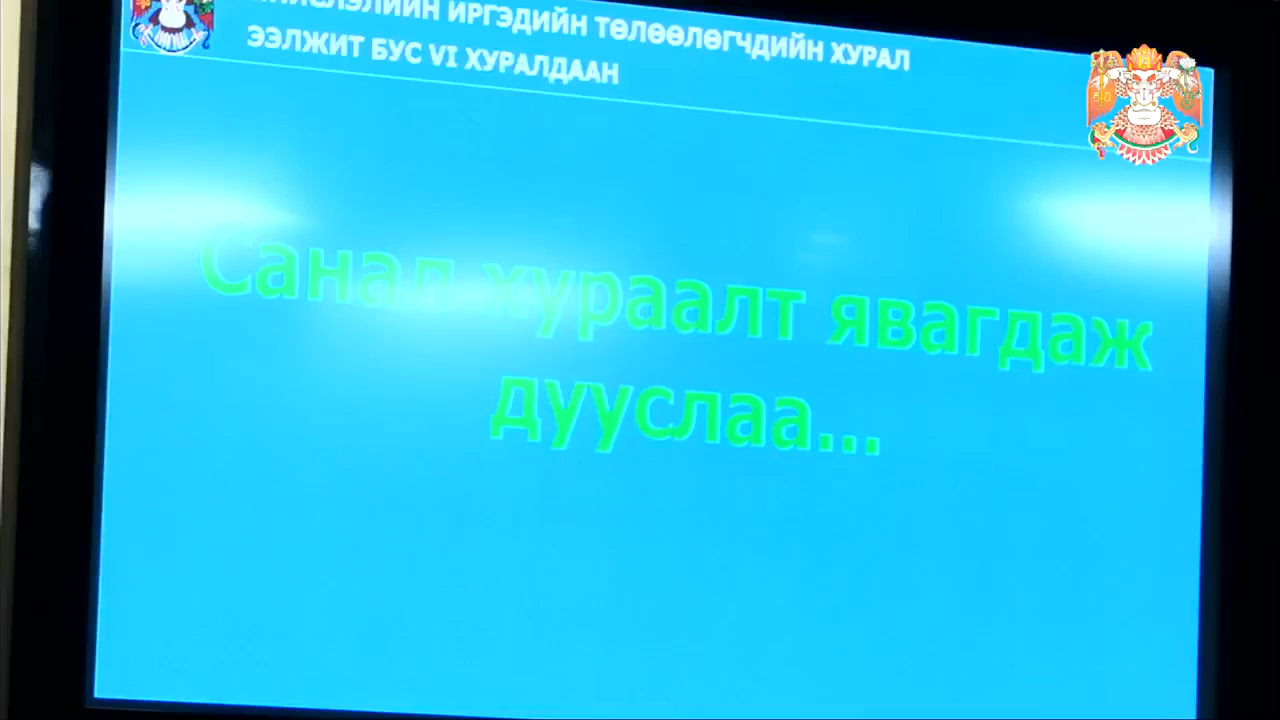 ИРГЭДИЙН ТӨЛӨӨЛӨГЧДИЙН ХУРАЛ
ЭЭЛЖИТ БУС VI ХУРАЛДААН
Санал хураалт явагдаж
дууслаа...